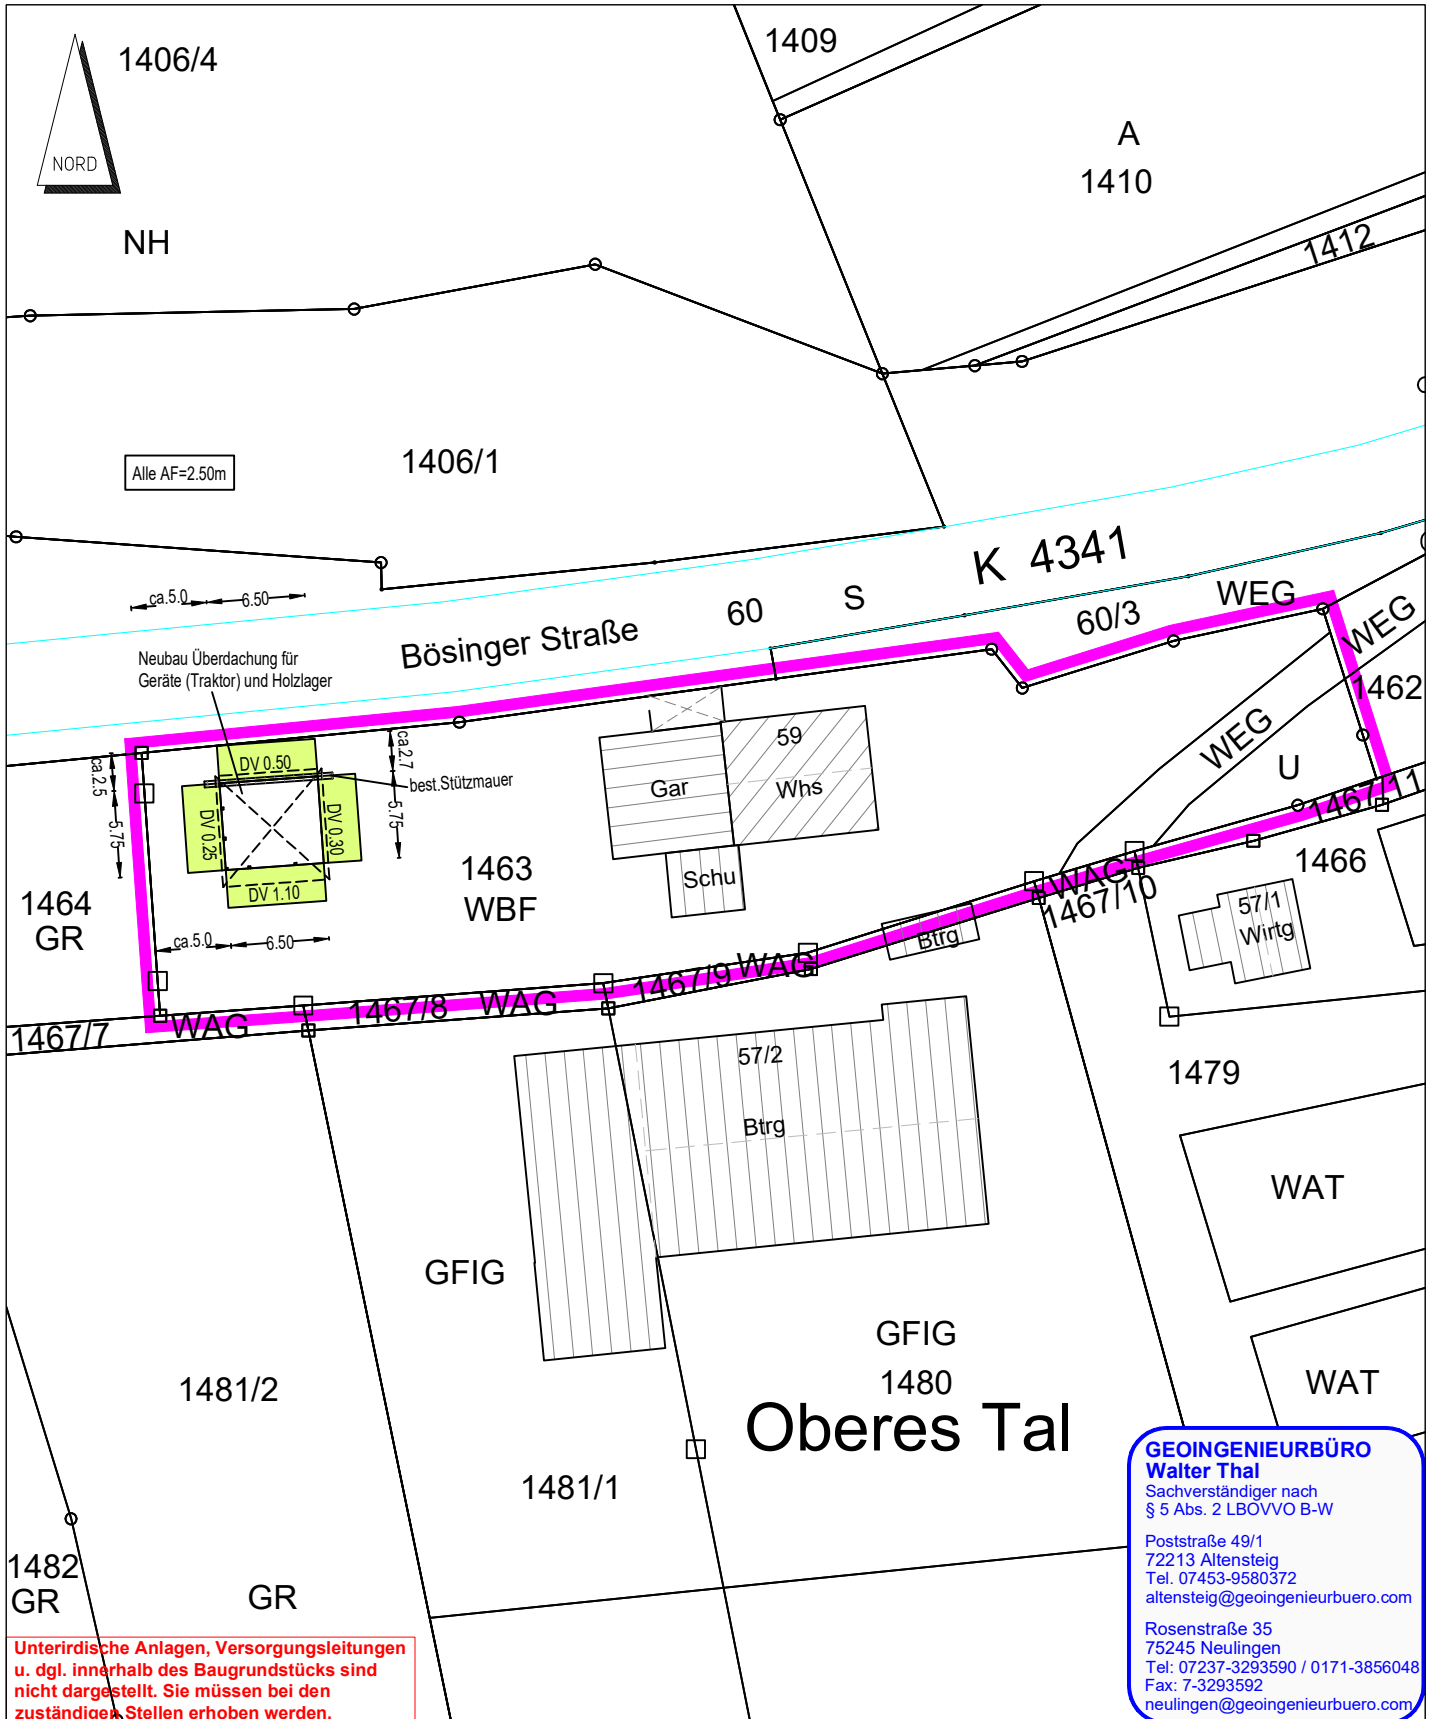 1406/4
1409
NORD
A
1410
NH
1412
Alle AF=2.50m
1406/1
K 4341
60
S
WEG
60/3
WEG
ca.5.0
6.50
Bösinger Straße
Neubau Überdachung für
Geräte (Traktor) und Holzlager
1462
WEG
U
1467/11
ca.2.5
5.75
DV 0.50
DV 0.25
DV 0.30
DV 1.10
best.Stützmauer
ca.2.7
5.75
59
Gar
Whs
Schu
1463
WBF
1464
GR
ca.5.0
6.50
WAG
1467/10
1466
57/1
Wirtg
Btrg
WAG
1467/9
WAG
1467/8
WAG
1467/7
57/2
Btrg
1479
WAT
GFIG
GFIG
1480
WAT
1481/2
Oberes Tal
1481/1
1482
GR
GR
Unterirdische Anlagen, Versorgungsleitungen
u. dgl. innerhalb des Baugrundstücks sind
nicht dargestellt. Sie müssen bei den
zuständigen Stellen erhoben werden.
GEOINGENIEURBÜRO
Walter Thal
Sachverständiger nach
§ 5 Abs. 2 LBOVVO B-W
Poststraße 49/1
72213 Altensteig
Tel. 07453-9580372
altensteig@geoingenieurbuero.com
Rosenstraße 35
75245 Neulingen
Tel: 07237-3293590 / 0171-3856048
Fax: 7-3293592
neulingen@geoingenieurbuero.com